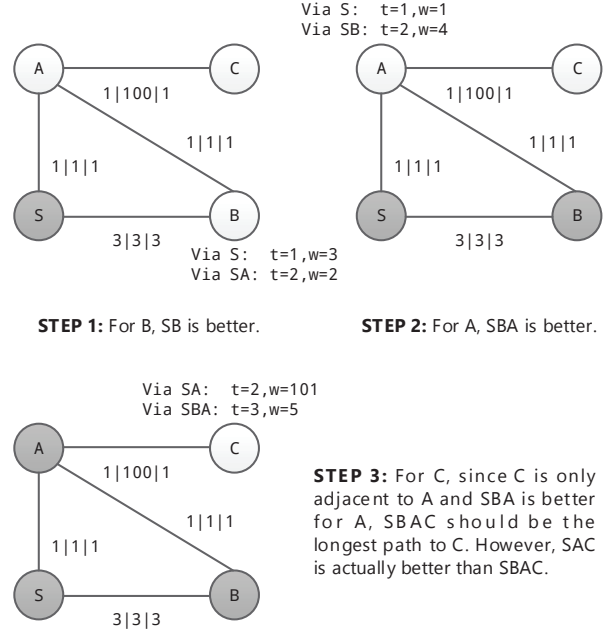 Via S:  t=1,w=1
Via SB: t=2,w=4
A
C
1|100|1
1|1|1
1|1|1
S
B
3|3|3
Via S:  t=1,w=3
Via SA: t=2,w=2
A
C
1|100|1
1|1|1
1|1|1
S
B
3|3|3
STEP 1: For B, SB is better.
STEP 2: For A, SBA is better.
Via SA:  t=2,w=101
Via SBA: t=3,w=5
A
C
1|100|1
1|1|1
1|1|1
S
B
3|3|3
STEP 3: For C, since C is only
adjacent to A and SBA is better
for A, SBAC should be the
longest path to C. However, SAC
is actually better than SBAC.